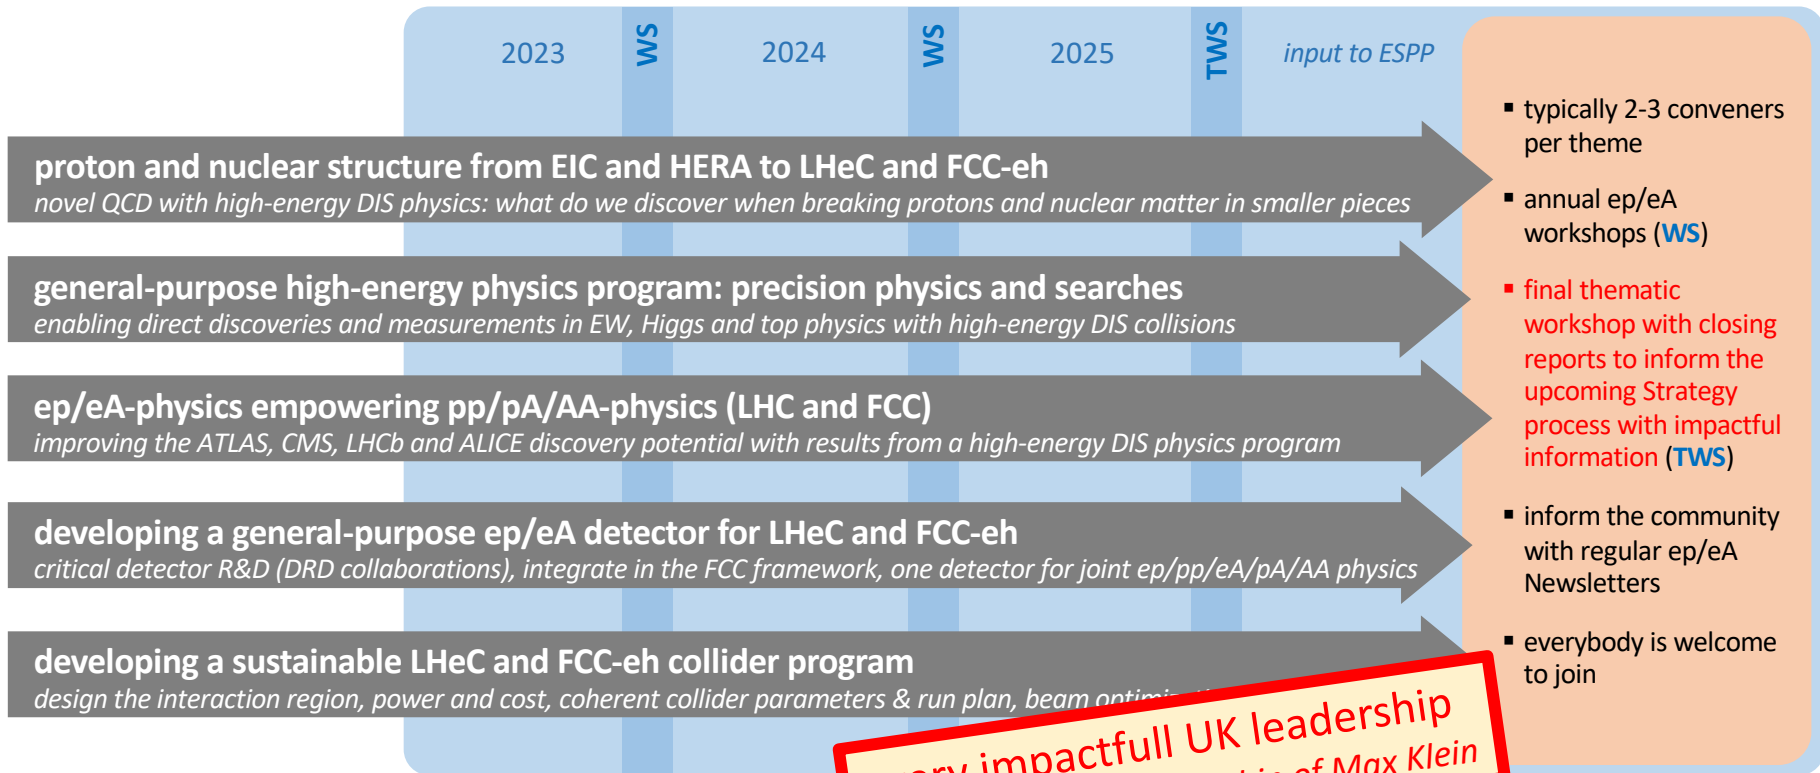 2023 WS 2024 WS 2025 TWS input to ESPP
proton and nuclear structure from EIC and HERA to LHeC and FCC-eh
novel QCD with high-energy DIS physics: what do we discover when breaking protons and nuclear matter in smaller pieces
general-purpose high-energy physics program: precision physics and searches
enabling direct discoveries and measurements in EW, Higgs and top physics with high-energy DIS collisions
ep/eA-physics empowering pp/pA/AA-physics (LHC and FCC)
improving the ATLAS, CMS, LHCb and ALICE discovery potential with results from a high-energy DIS physics program
developing a general-purpose ep/eA detector for LHeC and FCC-eh
critical detector R&D (DRD collaborations), integrate in the FCC framework, one detector for joint ep/pp/eA/pA/AA physics
developing a sustainable LHeC and FCC-eh collider program
design the interaction region, power and cost, coherent collider parameters & run plan, beam
▪ typically 2-3 conveners
per theme
▪ annual ep/eA
workshops (WS)
▪ final thematic
workshop with closing
reports to inform the
upcoming Strategy
process with impactful
information (TWS)
▪ inform the community
with regular ep/eA
Newsletters
▪ everybody is welcome
to join
impactfull UK leadership
of Max Klein